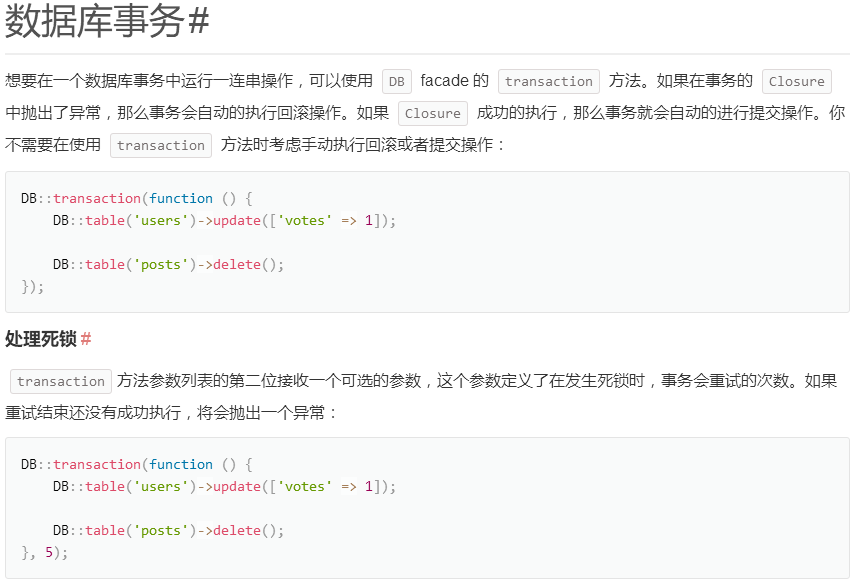 数据库事务#
想要在一个数据库事务中运行一连串操作，可以使用 DB facade 的 transaction 方法。如果在事务的 Closure
中抛出了异常，那么事务会自动的执行回滚操作。如果 Closure 成功的执行，那么事务就会自动的进行提交操作。你
不需要在使用 transaction 方法时考虑手动执行回滚或者提交操作：
DB::transaction(function () {
    DB::table('users')->update(['votes' => 1]);

    DB::table('posts')->delete();
});
处理死锁#
transaction 方法参数列表的第二位接收一个可选的参数，这个参数定义了在发生死锁时，事务会重试的次数。如果
重试结束还没有成功执行，将会抛出一个异常：
DB::transaction(function () {
    DB::table('users')->update(['votes' => 1]);

    DB::table('posts')->delete();
}, 5);